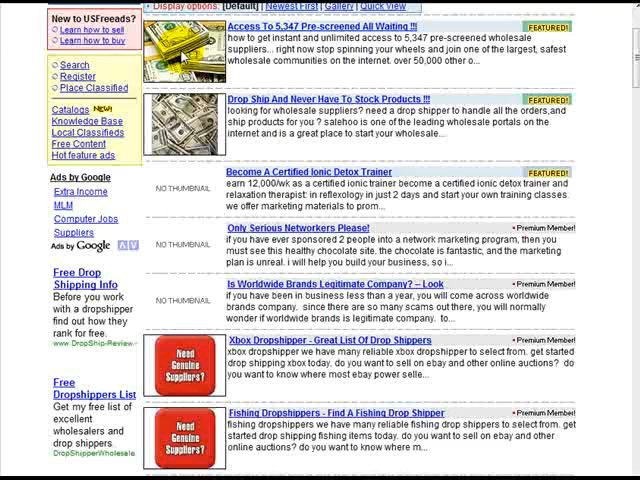 Display options: [Default] | Newest First | Gallery | Quick View
New to USFreeads?
Learn how to sell
Learn how to buy
Search
Register
Place Classified
Catalogs NEW!
Knowledge Base
Local Classifieds
Free Content
Hot feature ads
Ads by Google
Extra Income
MLM
Computer Jobs
Suppliers
Ads by Google
Free Drop
Shipping Info
Before you work
with a dropshipper
find out how they
rank for free.
www.DropShip-Review.
Free
Dropshippers List
Get my free list of
excellent
wholesalers and
drop shippers.
DropShipperWholesale.
Access To 5,347 Pre-screened All Waiting !!!
FEATURED!
how to get instant and unlimited access to 5,347 pre-screened wholesale
suppliers... right now stop spinning your wheels and join one of the largest, safest
wholesale communities on the internet. over 50,000 other o...
Drop Ship And Never Have To Stock Products !!!
FEATURED!
looking for wholesale suppliers? need a drop shipper to handle all the orders,and
ship products for you ? salehoo is one of the leading wholesale portals on the
internet and is a great place to start your wholesale...
NO THUMBNAIL
Become A Certified Ionic Detox Trainer
FEATURED!
earn 12,000/wk as a certified ionic trainer become a certified ionic detox trainer and
relaxation therapist: in reflexology in just 2 days and start your own training classes.
we offer marketing materials to prom...
NO THUMBNAIL
Only Serious Networkers Please!
Premium Member!
if you have ever sponsored 2 people into a network marketing program, then you
must see this healthy chocolate site. the chocolate is fantastic, and the marketing
plan is unreal. i will help you build your business, so i...
NO THUMBNAIL
Is Worldwide Brands Legitimate Company? – Look
Premium Member!
if you have been in business less than a year, you will come across worldwide
brands company. since there are so many scams out there, you will normally
wonder if worldwide brands is legitimate company. to...
Need
Genuine
Suppliers?
Xbox Dropshipper - Great List Of Drop Shippers
Premium Member!
xbox dropshipper we have many reliable xbox dropshipper to select from. get started
drop shipping xbox today. do you want to sell on ebay and other online auctions? do
you want to know where most ebay power selle...
Need
Genuine
Suppliers?
Fishing Dropshippers - Find A Fishing Drop Shipper
Premium Member!
fishing dropshippers we have many reliable fishing drop shippers to select from. get
started drop shipping fishing items today. do you want to sell on ebay and other
online auctions? do you want to know where m...